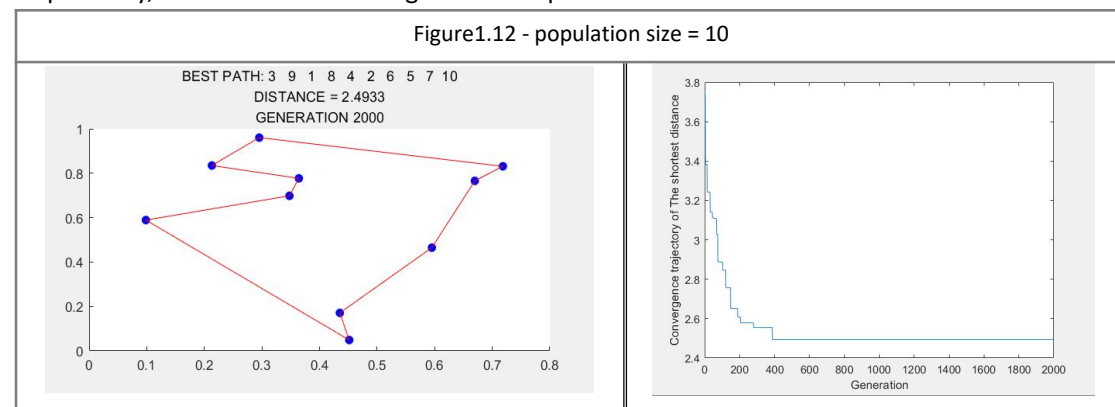 Figure1.12 - population size = 10
BEST PATH: 3 9 1 8 4 2 6 5 7 10
DISTANCE = 2.4933
GENERATION 2000
1
0.8
0.6
0.4
0.2
0
0 0.1 0.2 0.3 0.4 0.5 0.6 0.7 0.8
Convergence trajectory of The shortest distance
3.8
3.6
3.4
3.2
3
2.8
2.6
2.4
0 200 400 600 800 1000 1200 1400 1600 1800 2000
Generation